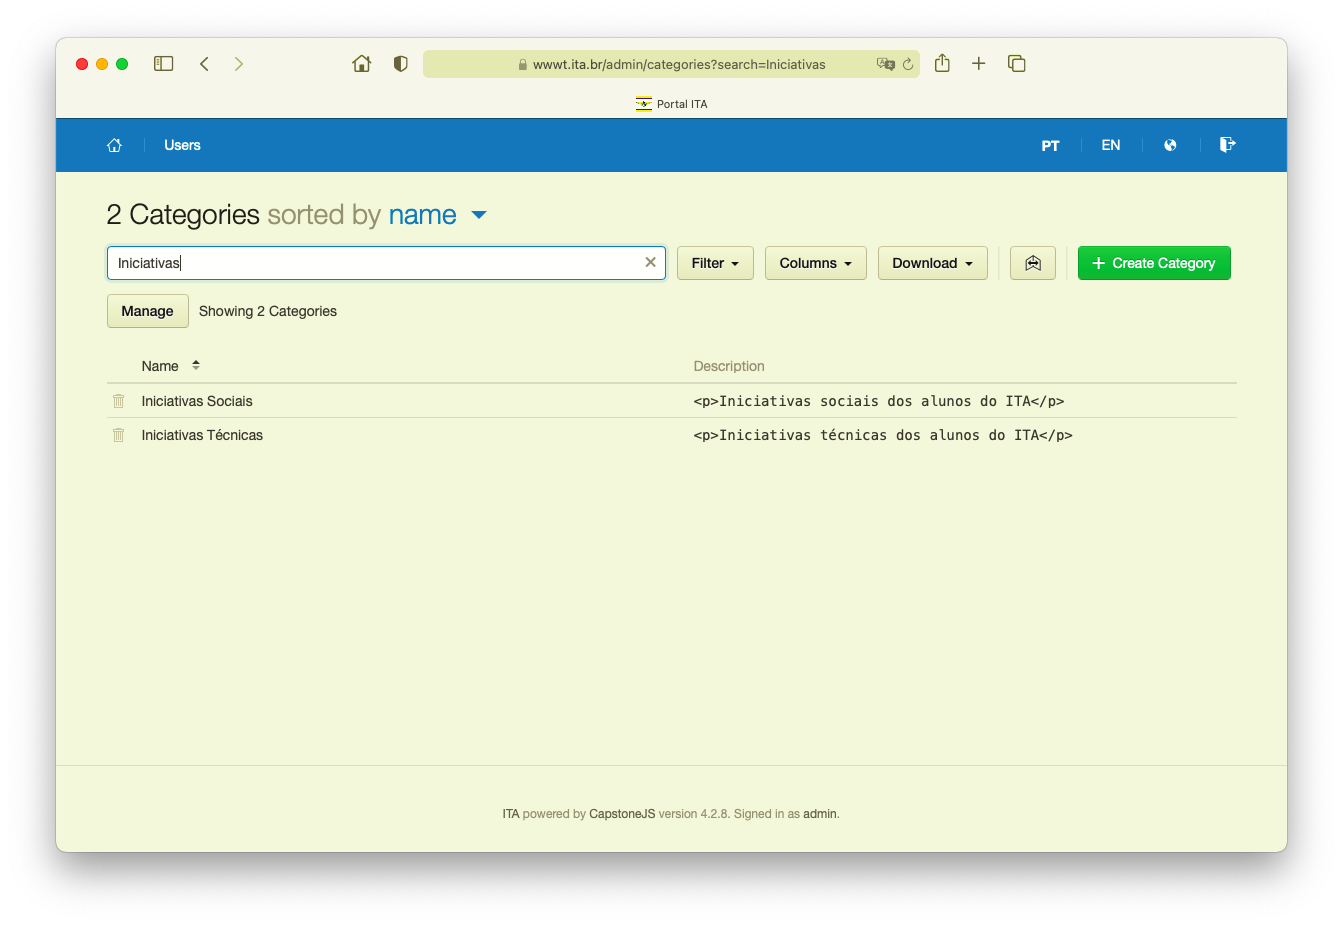 wwwt.ita.br/admin/categories?search=Iniciativas
Portal ITA
Users
PT
EN
2 Categories sorted by name
Iniciativas
Filter
Columns
Download
Create Category
Manage
Showing 2 Categories
Name
Description
Iniciativas Sociais
<p>Iniciativas sociais dos alunos do ITA</p>
Iniciativas Técnicas
<p>Iniciativas técnicas dos alunos do ITA</p>
ITA powered by CapstoneJS version 4.2.8. Signed in as admin.